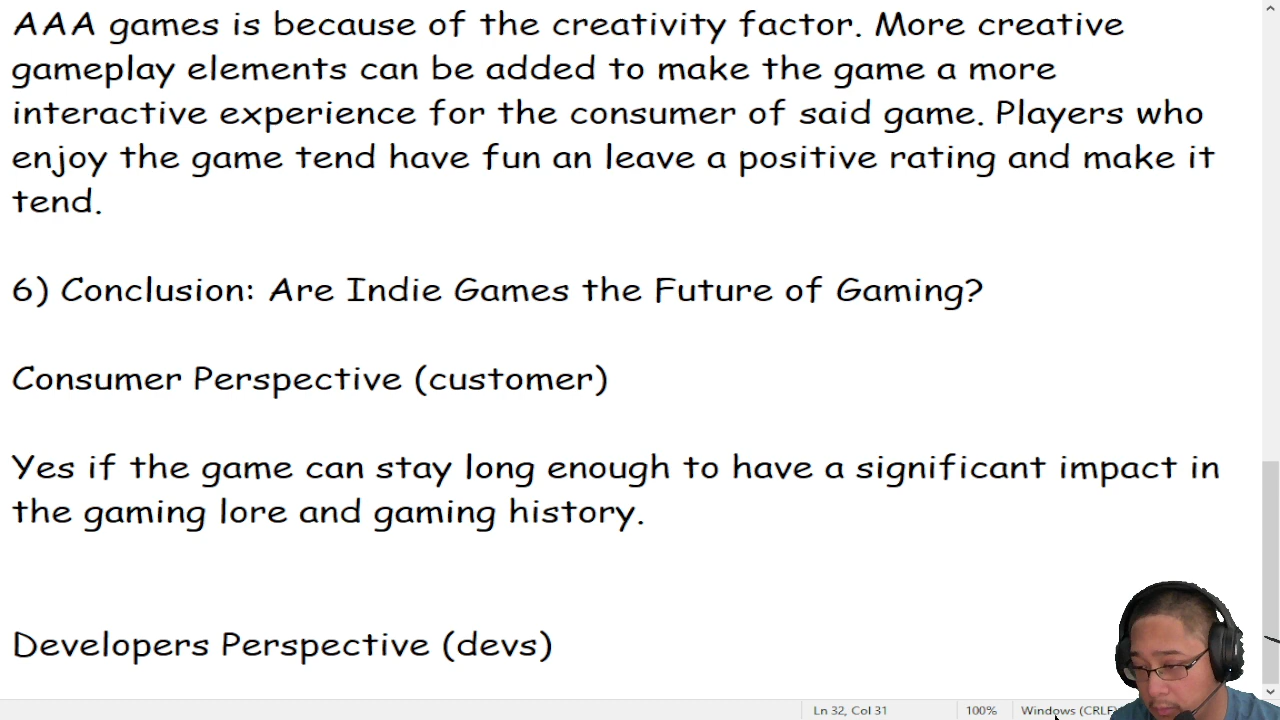 AAA games is because of the creativity factor. More creative
gameplay elements can be added to make the game a more
interactive experience for the consumer of said game. Players who
enjoy the game tend have fun an leave a positive rating and make it
tend.
6) Conclusion: Are Indie Games the Future of Gaming?
Consumer Perspective (customer)
Yes if the game can stay long enough to have a significant impact in
the gaming lore and gaming history.
Developers Perspective (devs)
Ln 32, Col 31
100%
Windows (CRLF)